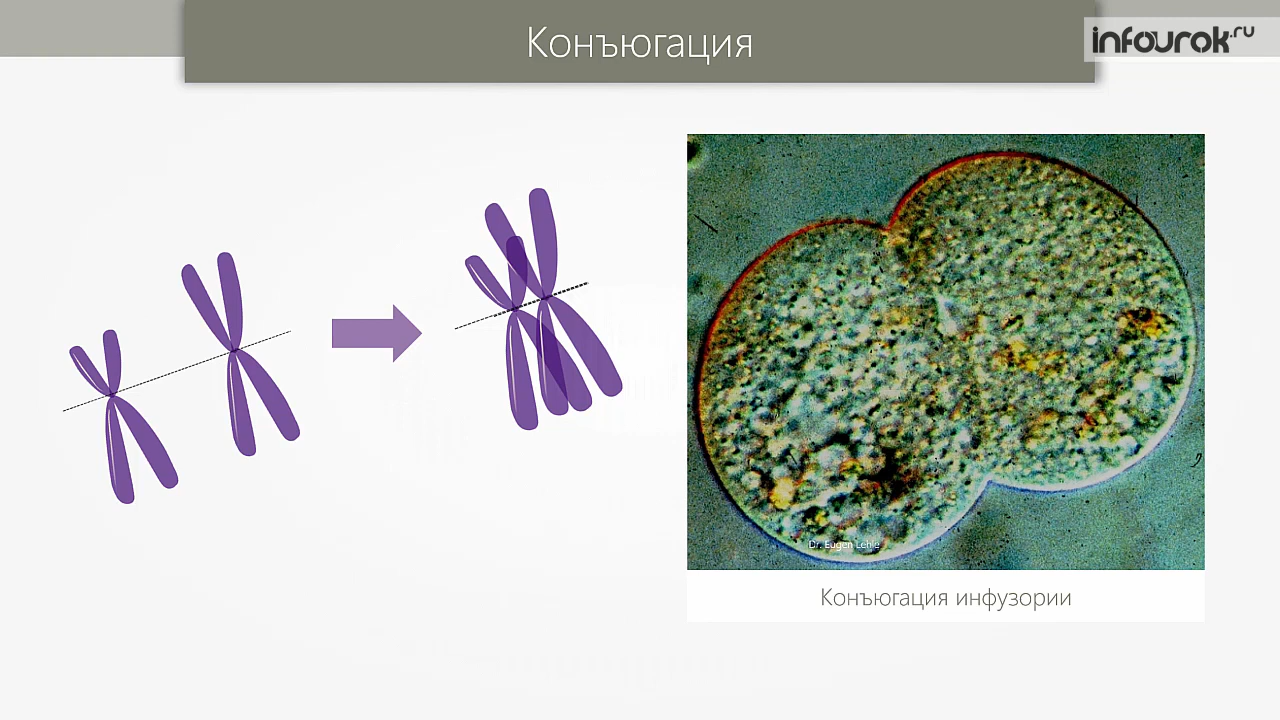 Конъюгация
infourok.ru
Dr. Eugen Lehle
Конъюгация инфузории